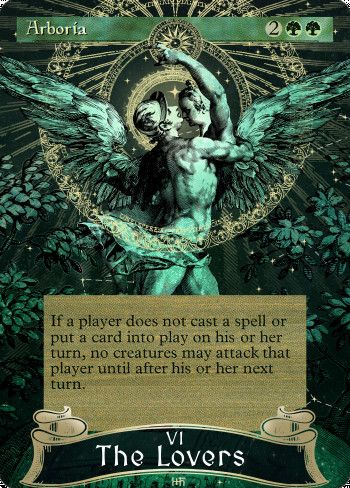 Arboria 2
If a player does not cast a spell or
put a card into play on his or her
turn, no creatures may attack that
player until after his or her next
turn.
VI
The Lovers